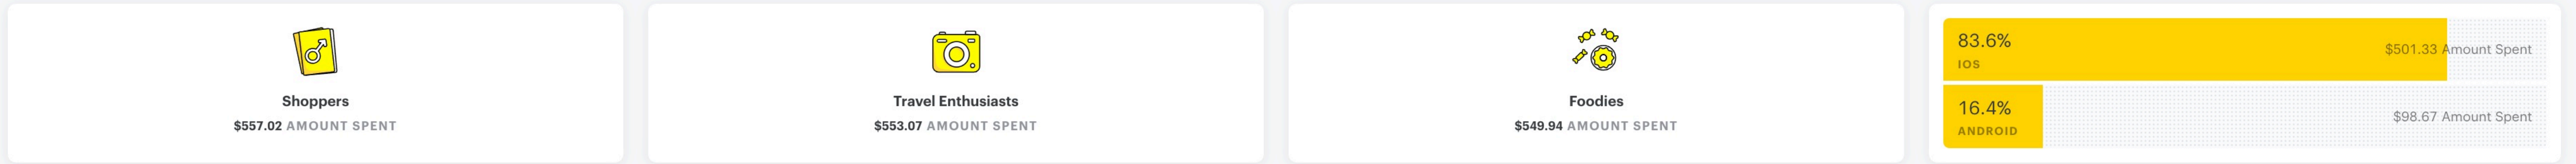 Shoppers
$557.02 AMOUNT SPENT
Travel Enthusiasts
$553.07 AMOUNT SPENT
Foodies
$549.94 AMOUNT SPENT
83.6%
IOS
$501.33 Amount Spent
16.4%
ANDROID
$98.67 Amount Spent